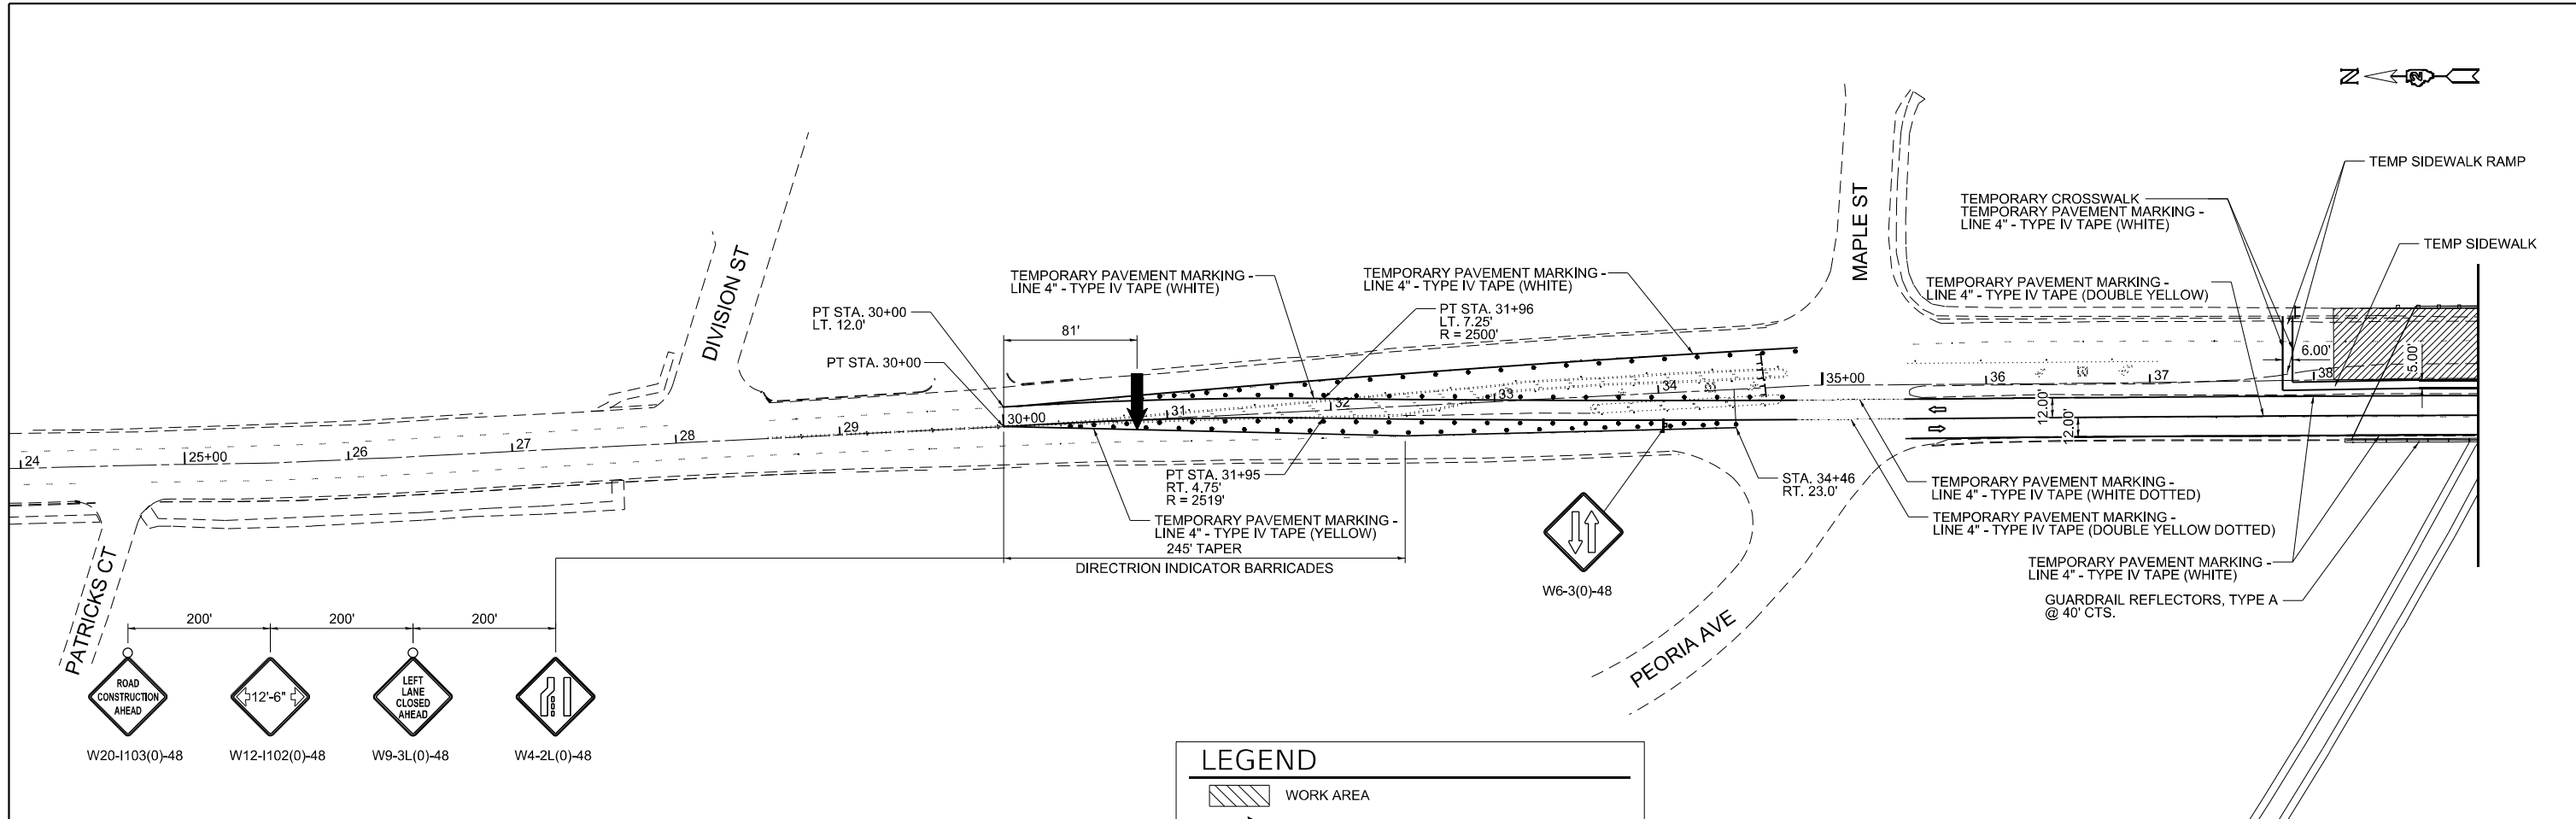 N
2
TEMP SIDEWALK RAMP
TEMPORARY CROSSWALK
TEMPORARY PAVEMENT MARKING -
LINE 4" - TYPE IV TAPE (WHITE)
TEMP SIDEWALK
MAPLE ST
DIVISION ST
TEMPORARY PAVEMENT MARKING -
LINE 4" - TYPE IV TAPE (WHITE)
TEMPORARY PAVEMENT MARKING -
LINE 4" - TYPE IV TAPE (WHITE)
TEMPORARY PAVEMENT MARKING -
LINE 4" - TYPE IV TAPE (DOUBLE YELLOW)
PT STA. 30+00
LT. 12.0'
81'
PT STA. 31+96
LT. 7.25'
R = 2500'
PT STA. 30+00
6.00'
5.00'
24
25+00
26
27
28
29
30+00
31
32
33
34
35+00
36
37
38
12.00'
12.00'
PT STA. 31+95
RT. 4.75'
R = 2519'
STA. 34+46
RT. 23.0'
TEMPORARY PAVEMENT MARKING -
LINE 4" - TYPE IV TAPE (WHITE DOTTED)
TEMPORARY PAVEMENT MARKING -
LINE 4" - TYPE IV TAPE (DOUBLE YELLOW DOTTED)
TEMPORARY PAVEMENT MARKING -
LINE 4" - TYPE IV TAPE (YELLOW)
245' TAPER
DIRECTRION INDICATOR BARRICADES
TEMPORARY PAVEMENT MARKING -
LINE 4" - TYPE IV TAPE (WHITE)
GUARDRAIL REFLECTORS, TYPE A
@ 40' CTS.
W6-3(0)-48
PATRICKS CT
PEORIA AVE
200'
200'
200'
ROAD
CONSTRUCTION
AHEAD
12'-6"
LEFT
LANE
CLOSED
AHEAD
W20-I103(0)-48
W12-I102(0)-48
W9-3L(0)-48
W4-2L(0)-48
LEGEND
WORK AREA